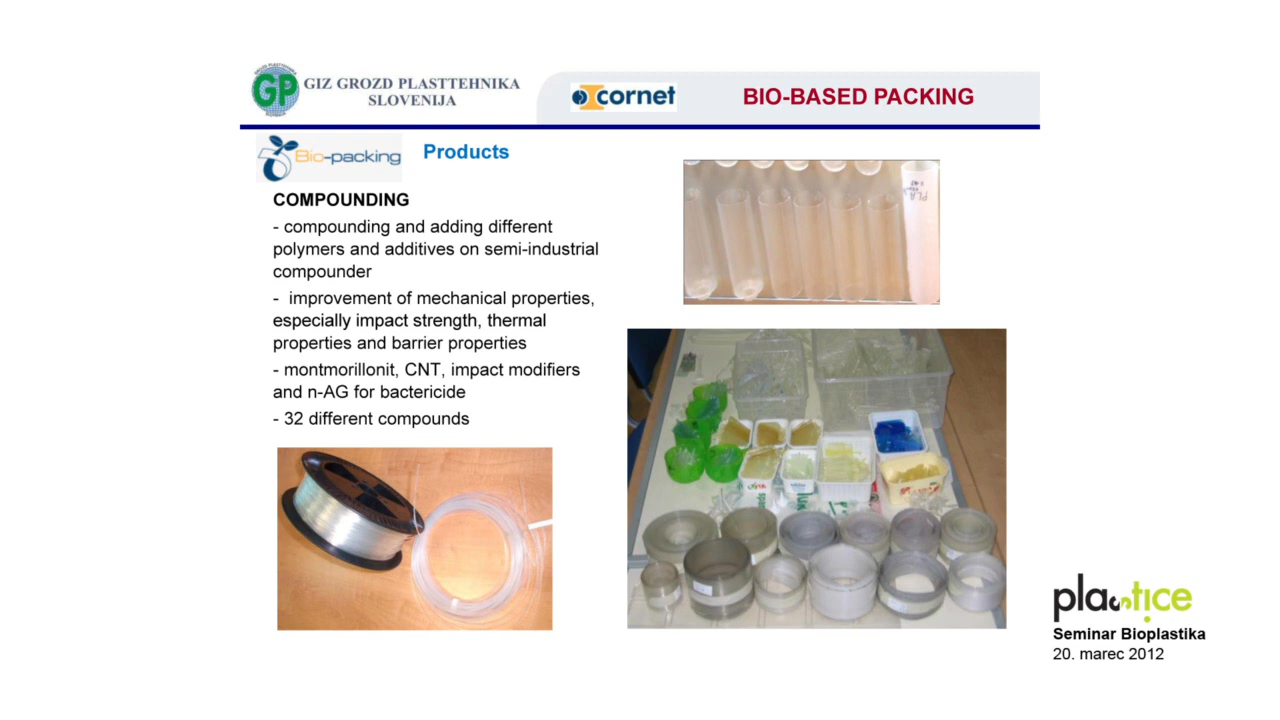 GP
GIZ GROZD PLASTTEHNIKA
SLOVENIJA
cornet
BIO-BASED PACKING
Bio-packing
Products
COMPOUNDING
- compounding and adding different
polymers and additives on semi-industrial
compounder
- improvement of mechanical properties,
especially impact strength, thermal
properties and barrier properties
- montmorillonit, CNT, impact modifiers
and n-AG for bactericide
- 32 different compounds
PLA
plastice
Seminar Bioplastika
20. marec 2012